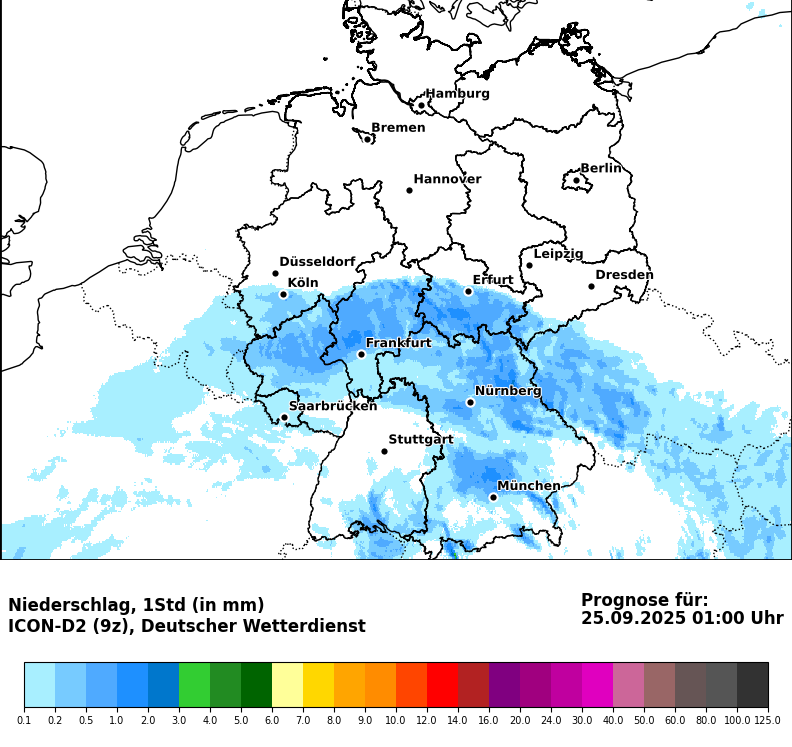 Hamburg
Bremen
Berlin
Hannover
Leipzig
Düsseldorf
Dresden
Köln
Erfurt
Frankfurt
Nürnberg
Saarbrücken
Stuttgart
München
Niederschlag, 1Std (in mm)
ICON-D2 (9z), Deutscher Wetterdienst
Prognose für:
25.09.2025 01:00 Uhr
0.1 0.2 0.5 1.0 2.0 3.0 4.0 5.0 6.0 7.0 8.0 9.0 10.0 12.0 14.0 16.0 20.0 24.0 30.0 40.0 50.0 60.0 80.0 100.0 125.0